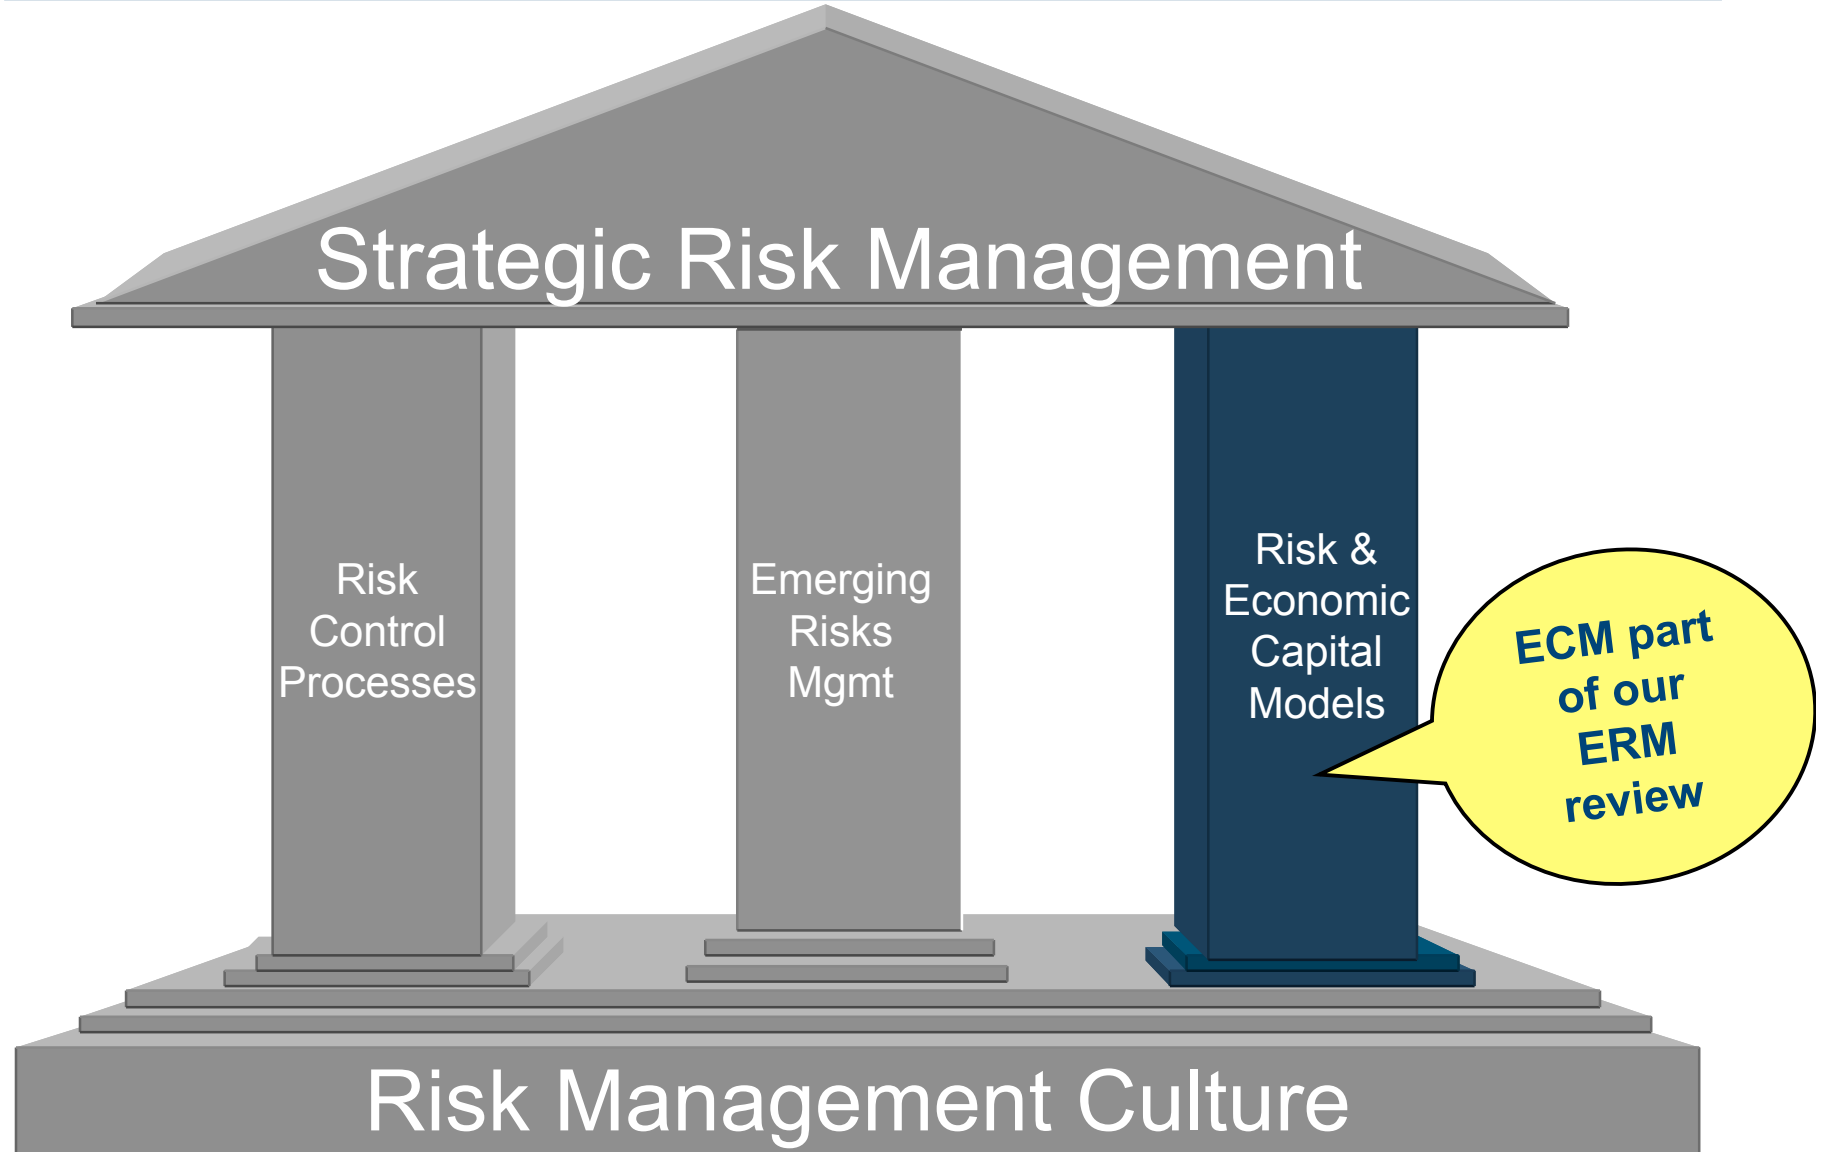 Strategic Risk Management
Risk
Control
Processes
Emerging
Risks
Mgmt
Risk &
Economic
Capital
Models
ECM part
of our
ERM
review
Risk Management Culture